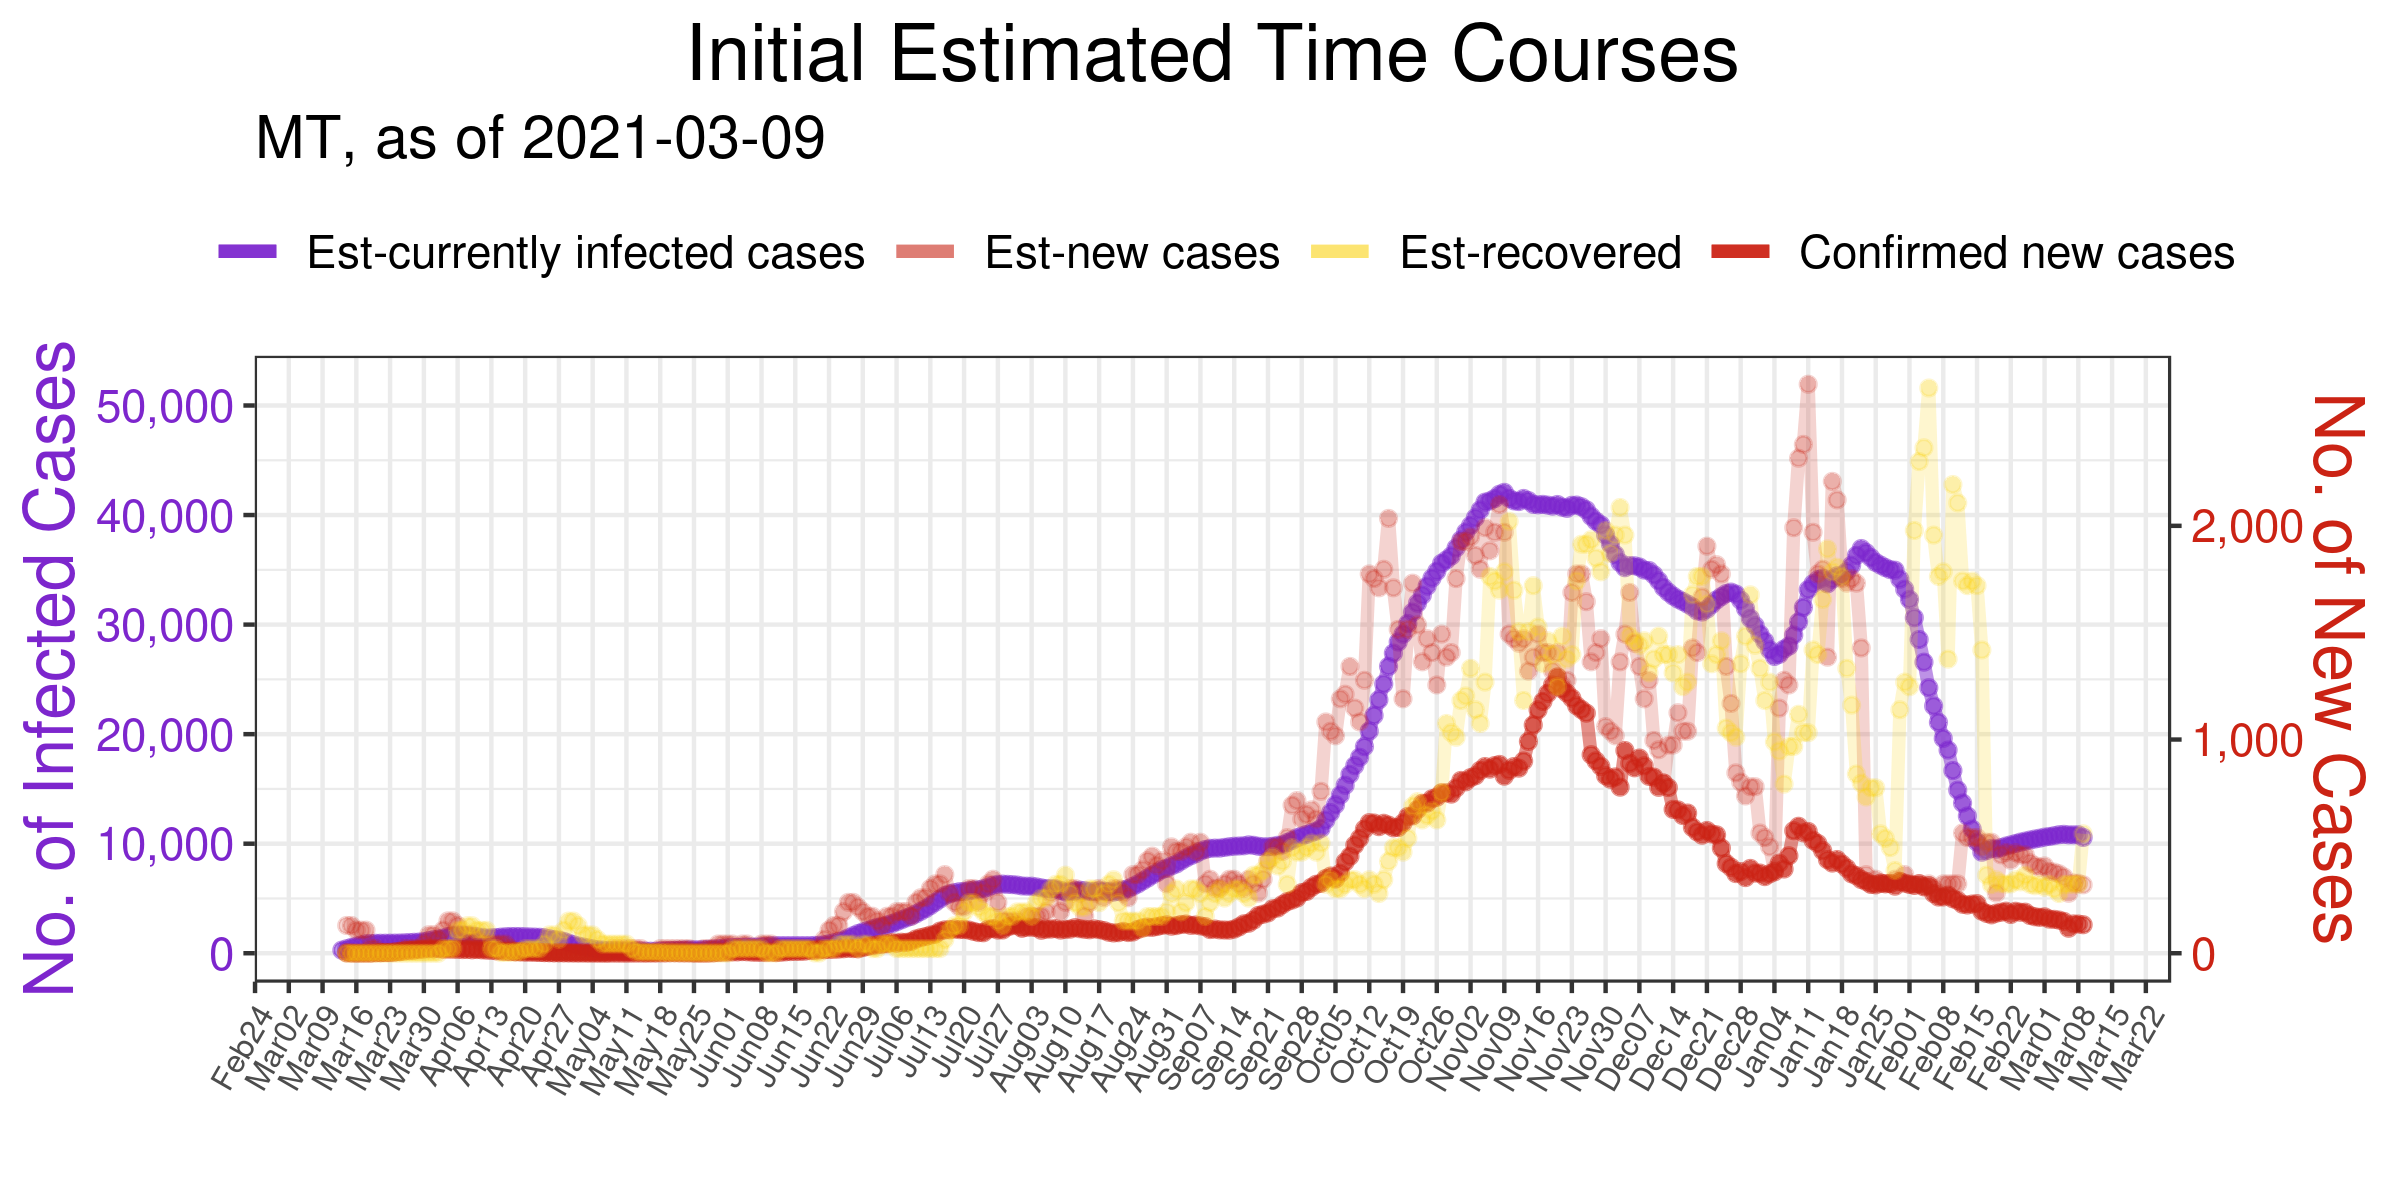 Initial Estimated Time Courses
MT, as of 2021-03-09
Est-currently infected cases Est-new cases Est-recovered Confirmed new cases
No. of Infected Cases
50,000
40,000
30,000
20,000
10,000
0
2,000
1,000
0
No. of New Cases
Feb24 Mar02 Mar09 Mar16 Mar23 Mar30 Apr06 Apr13 Apr20 Apr27 May04 May11 May18 May25 Jun01 Jun08 Jun15 Jun22 Jun29 Jul06 Jul13 Jul20 Jul27 Aug03 Aug10 Aug17 Aug24 Aug31 Sep07 Sep14 Sep21 Sep28 Oct05 Oct12 Oct19 Oct26 Nov02 Nov09 Nov16 Nov23 Nov30 Dec07 Dec14 Dec21 Dec28 Jan04 Jan11 Jan18 Jan25 Feb01 Feb08 Feb15 Feb22 Mar01 Mar08 Mar15 Mar22